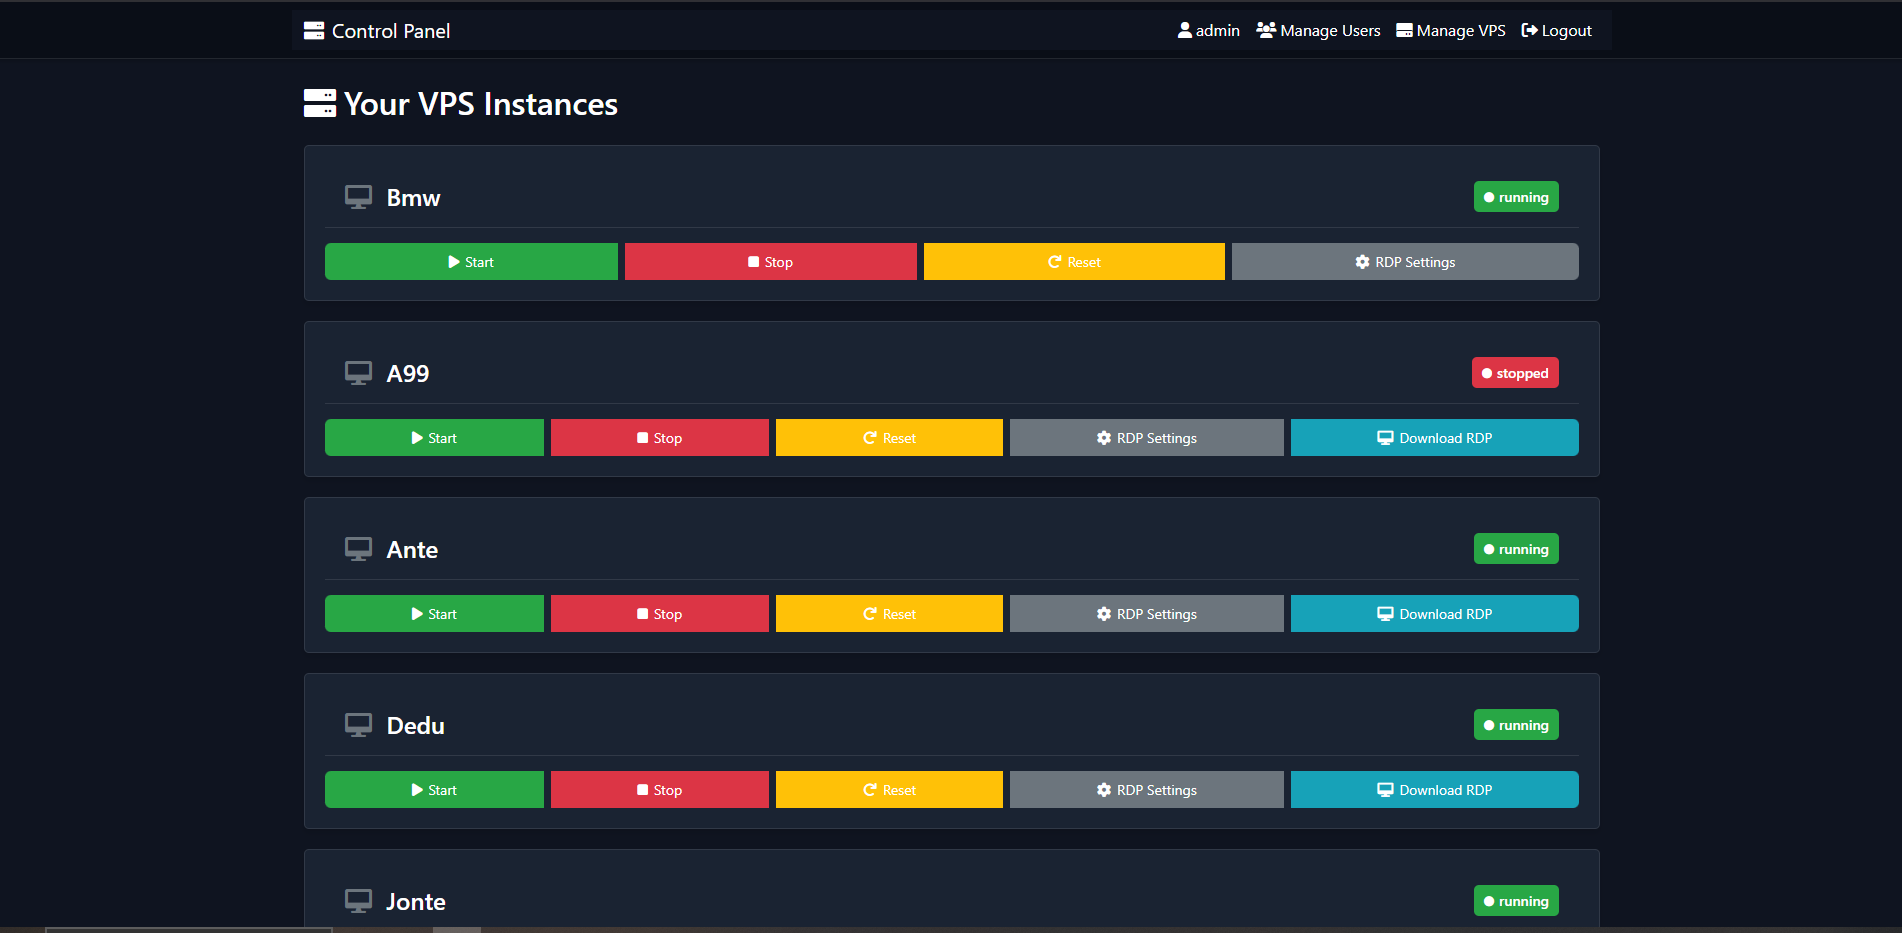 Control Panel
admin Manage Users Manage VPS Logout
Your VPS Instances
Bmw
running
Start Stop Reset RDP Settings
A99
stopped
Start Stop Reset RDP Settings Download RDP
Ante
running
Start Stop Reset RDP Settings Download RDP
Dedu
running
Start Stop Reset RDP Settings Download RDP
Jonte
running